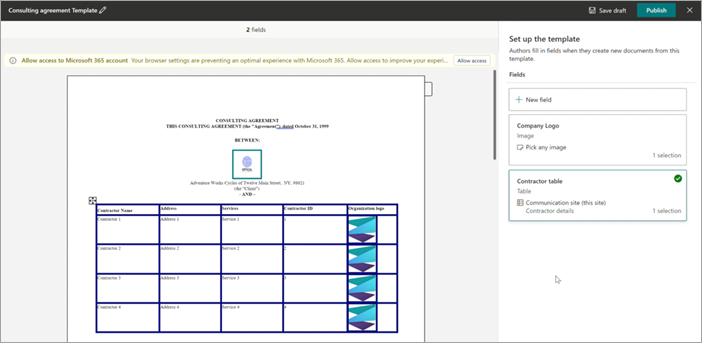 Consulting agreement Template
Save draft
Publish
2 fields
Allow access to Microsoft 365 account Your browser settings are preventing an optimal experience with Microsoft 365. Allow access to improve your experi...
Allow access
CONSULTING AGREEMENT
THIS CONSULTING AGREEMENT (the "Agreement") dated October 31, 1999
BETWEEN:
Adventure Works Cycles of Twelve Main Street, NY, 98021
(the "Client")
- AND -
Contractor Name Address Services Contractor ID Organization logo
Contractor 1 Address 1 Service 1
Contractor 2 Address 2 Service 2
Contractor 3 Address 3 Service 3
Contractor 4 Address 4 Service 4 4
Set up the template
Authors fill in fields when they create new documents from this
template.
Fields
New field
Company Logo
Image
Pick any image
1 selection
Contractor table
Table
Communication site (this site)
Contractor details
1 selection